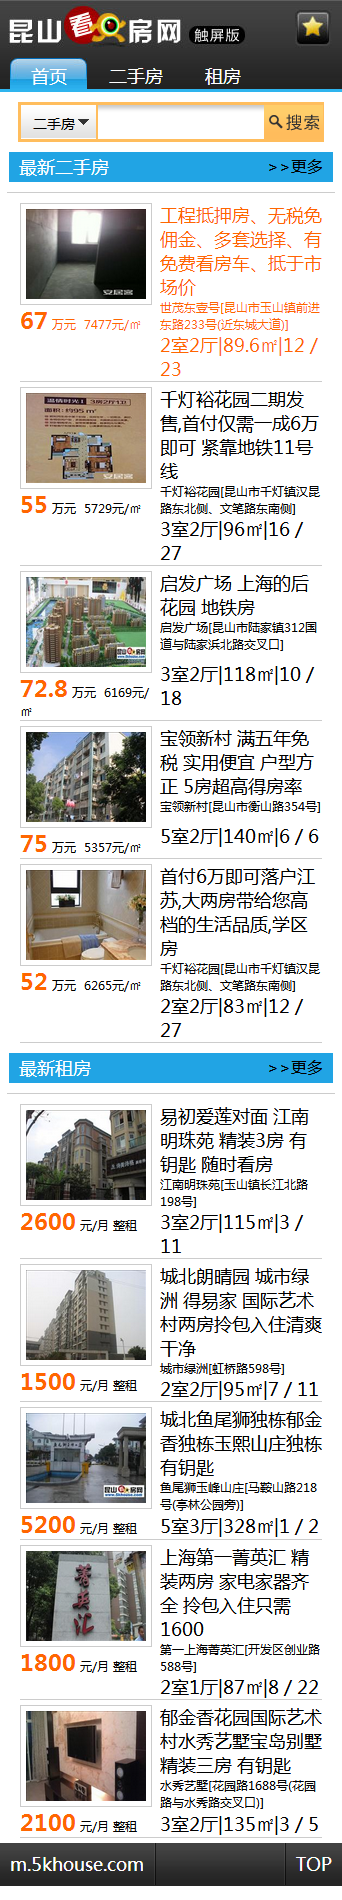 昆山看房网 触屏版
首页 二手房 租房
二手房 搜索
最新二手房 >>更多
工程抵押房、无税免
佣金、多套选择、有
免费看房车、抵于市
场价
世茂东壹号[昆山市玉山镇前进
东路233号(近东城大道)]
2室2厅|89.6㎡|12 /
23
安居客
67 万元 7477元/㎡
千灯裕花园二期发
售,首付仅需一成6万
即可 紧靠地铁11号
线
千灯裕花园[昆山市千灯镇汉昆
路东北侧、文笔路东南侧]
3室2厅|96㎡|16 /
27
安居客
55 万元 5729元/㎡
启发广场 上海的后
花园 地铁房
启发广场[昆山市陆家镇312国
道与陆家浜北路交叉口]
3室2厅|118㎡|10 /
18
昆山看房网
72.8 万元 6169元/
㎡
宝领新村 满五年免
税 实用便宜 户型方
正 5房超高得房率
宝领新村[昆山市衡山路354号]
5室2厅|140㎡|6 / 6
75 万元 5357元/㎡
首付6万即可落户江
苏,大两房带给您高
档的生活品质,学区
房
千灯裕花园[昆山市千灯镇汉昆
路东北侧、文笔路东南侧]
2室2厅|83㎡|12 /
27
52 万元 6265元/㎡
最新租房 >>更多
易初爱莲对面 江南
明珠苑 精装3房 有
钥匙 随时看房
江南明珠苑[玉山镇长江北路
198号]
3室2厅|115㎡|3 /
11
2600 元/月 整租
城北朗晴园 城市绿
洲 得易家 国际艺术
村两房拎包入住清爽
干净
城市绿洲[虹桥路598号]
2室2厅|95㎡|7 / 11
1500 元/月 整租
城北鱼尾狮独栋郁金
香独栋玉熙山庄独栋
有钥匙
鱼尾狮玉峰山庄[马鞍山路218
号(亭林公园旁)]
5室3厅|328㎡|1 / 2
昆山看房网
5200 元/月 整租
上海第一菁英汇 精
装两房 家电家器齐
全 拎包入住只需
1600
第一上海菁英汇[开发区创业路
588号]
2室1厅|87㎡|8 / 22
菁英汇
1800 元/月 整租
郁金香花园国际艺术
村水秀艺墅宝岛别墅
精装三房 有钥匙
水秀艺墅[花园路1688号(花园
路与水秀路交叉口)]
3室2厅|135㎡|3 / 5
2100 元/月 整租
m.5khouse.com TOP